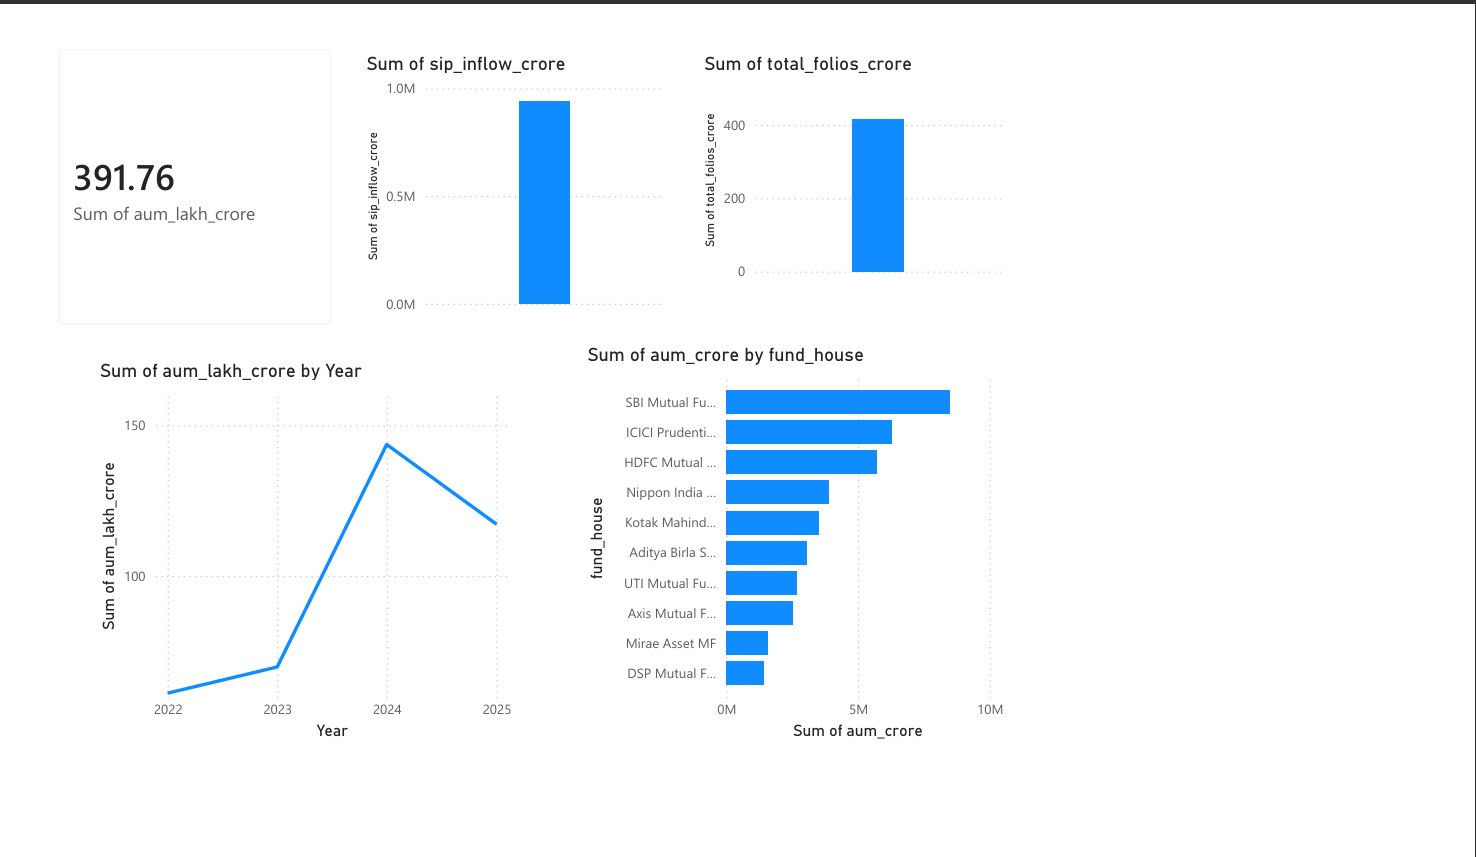 391.76
Sum of aum_lakh_crore
Sum of sip_inflow_crore
Sum of sip_inflow_crore
1.0M
0.5M
0.0M
Sum of total_folios_crore
Sum of total_folios_crore
400
200
0
Sum of aum_lakh_crore by Year
Sum of aum_lakh_crore
150
100
2022
2023
2024
2025
Year
Sum of aum_crore by fund_house
fund_house
SBI Mutual Fu...
ICICI Prudenti...
HDFC Mutual ...
Nippon India ...
Kotak Mahind...
Aditya Birla S...
UTI Mutual Fu...
Axis Mutual F...
Mirae Asset MF
DSP Mutual F...
0M
5M
10M
Sum of aum_crore